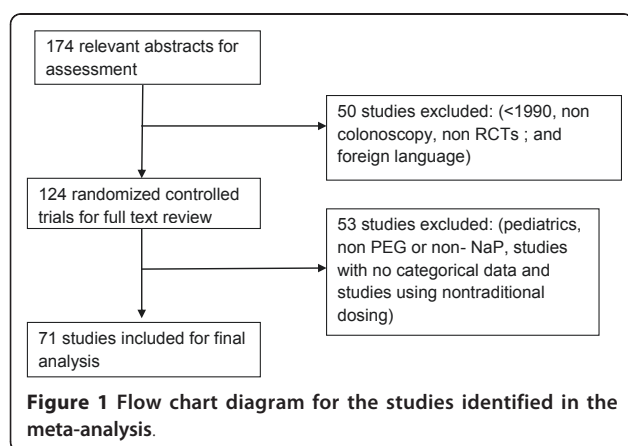 174 relevant abstracts for
assessment
50 studies excluded: (<1990, non
colonoscopy, non RCTs ; and
foreign language)
124 randomized controlled
trials for full text review
53 studies excluded: (pediatrics,
non PEG or non- NaP, studies
with no categorical data and
studies using nontraditional
dosing)
71 studies included for final
analysis
Figure 1 Flow chart diagram for the studies identified in the
meta-analysis.